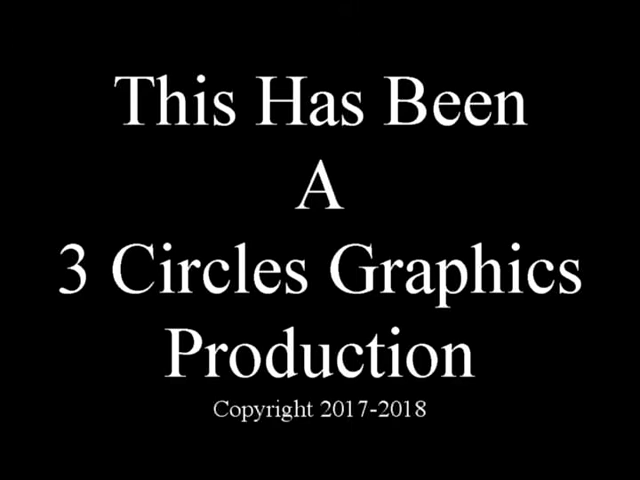 This Has Been
A
3 Circles Graphics
Production
Copyright 2017-2018